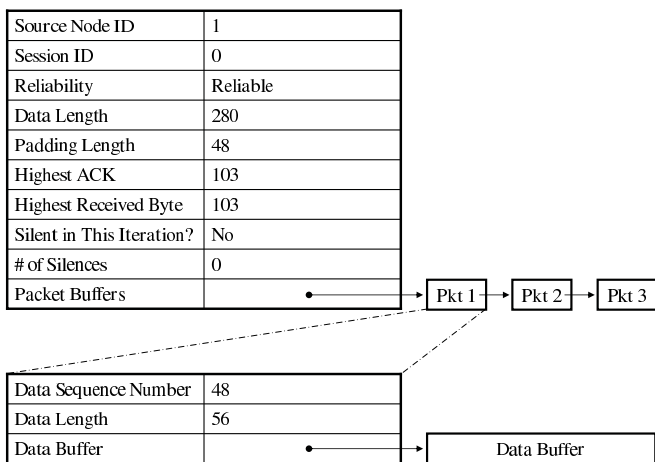 Source Node ID 1
Session ID 0
Reliability Reliable
Data Length 280
Padding Length 48
Highest ACK 103
Highest Received Byte 103
Silent in This Iteration? No
# of Silences 0
Packet Buffers Pkt 1 Pkt 2 Pkt 3
Data Sequence Number 48
Data Length 56
Data Buffer Data Buffer